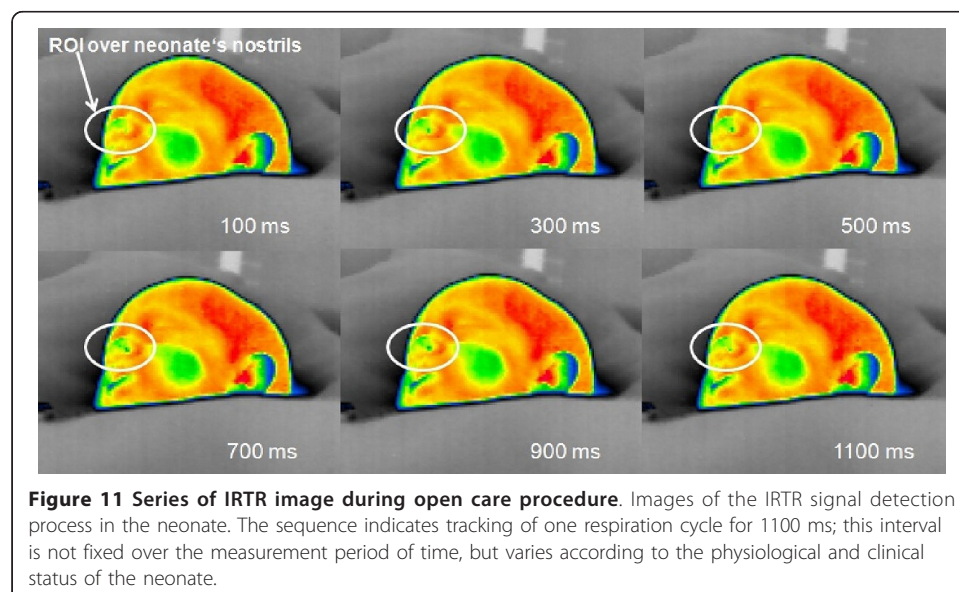 ROI over neonate's nostrils
100 ms
300 ms
500 ms
700 ms
900 ms
1100 ms
Figure 11 Series of IRTR image during open care procedure. Images of the IRTR signal detection
process in the neonate. The sequence indicates tracking of one respiration cycle for 1100 ms; this interval
is not fixed over the measurement period of time, but varies according to the physiological and clinical
status of the neonate.